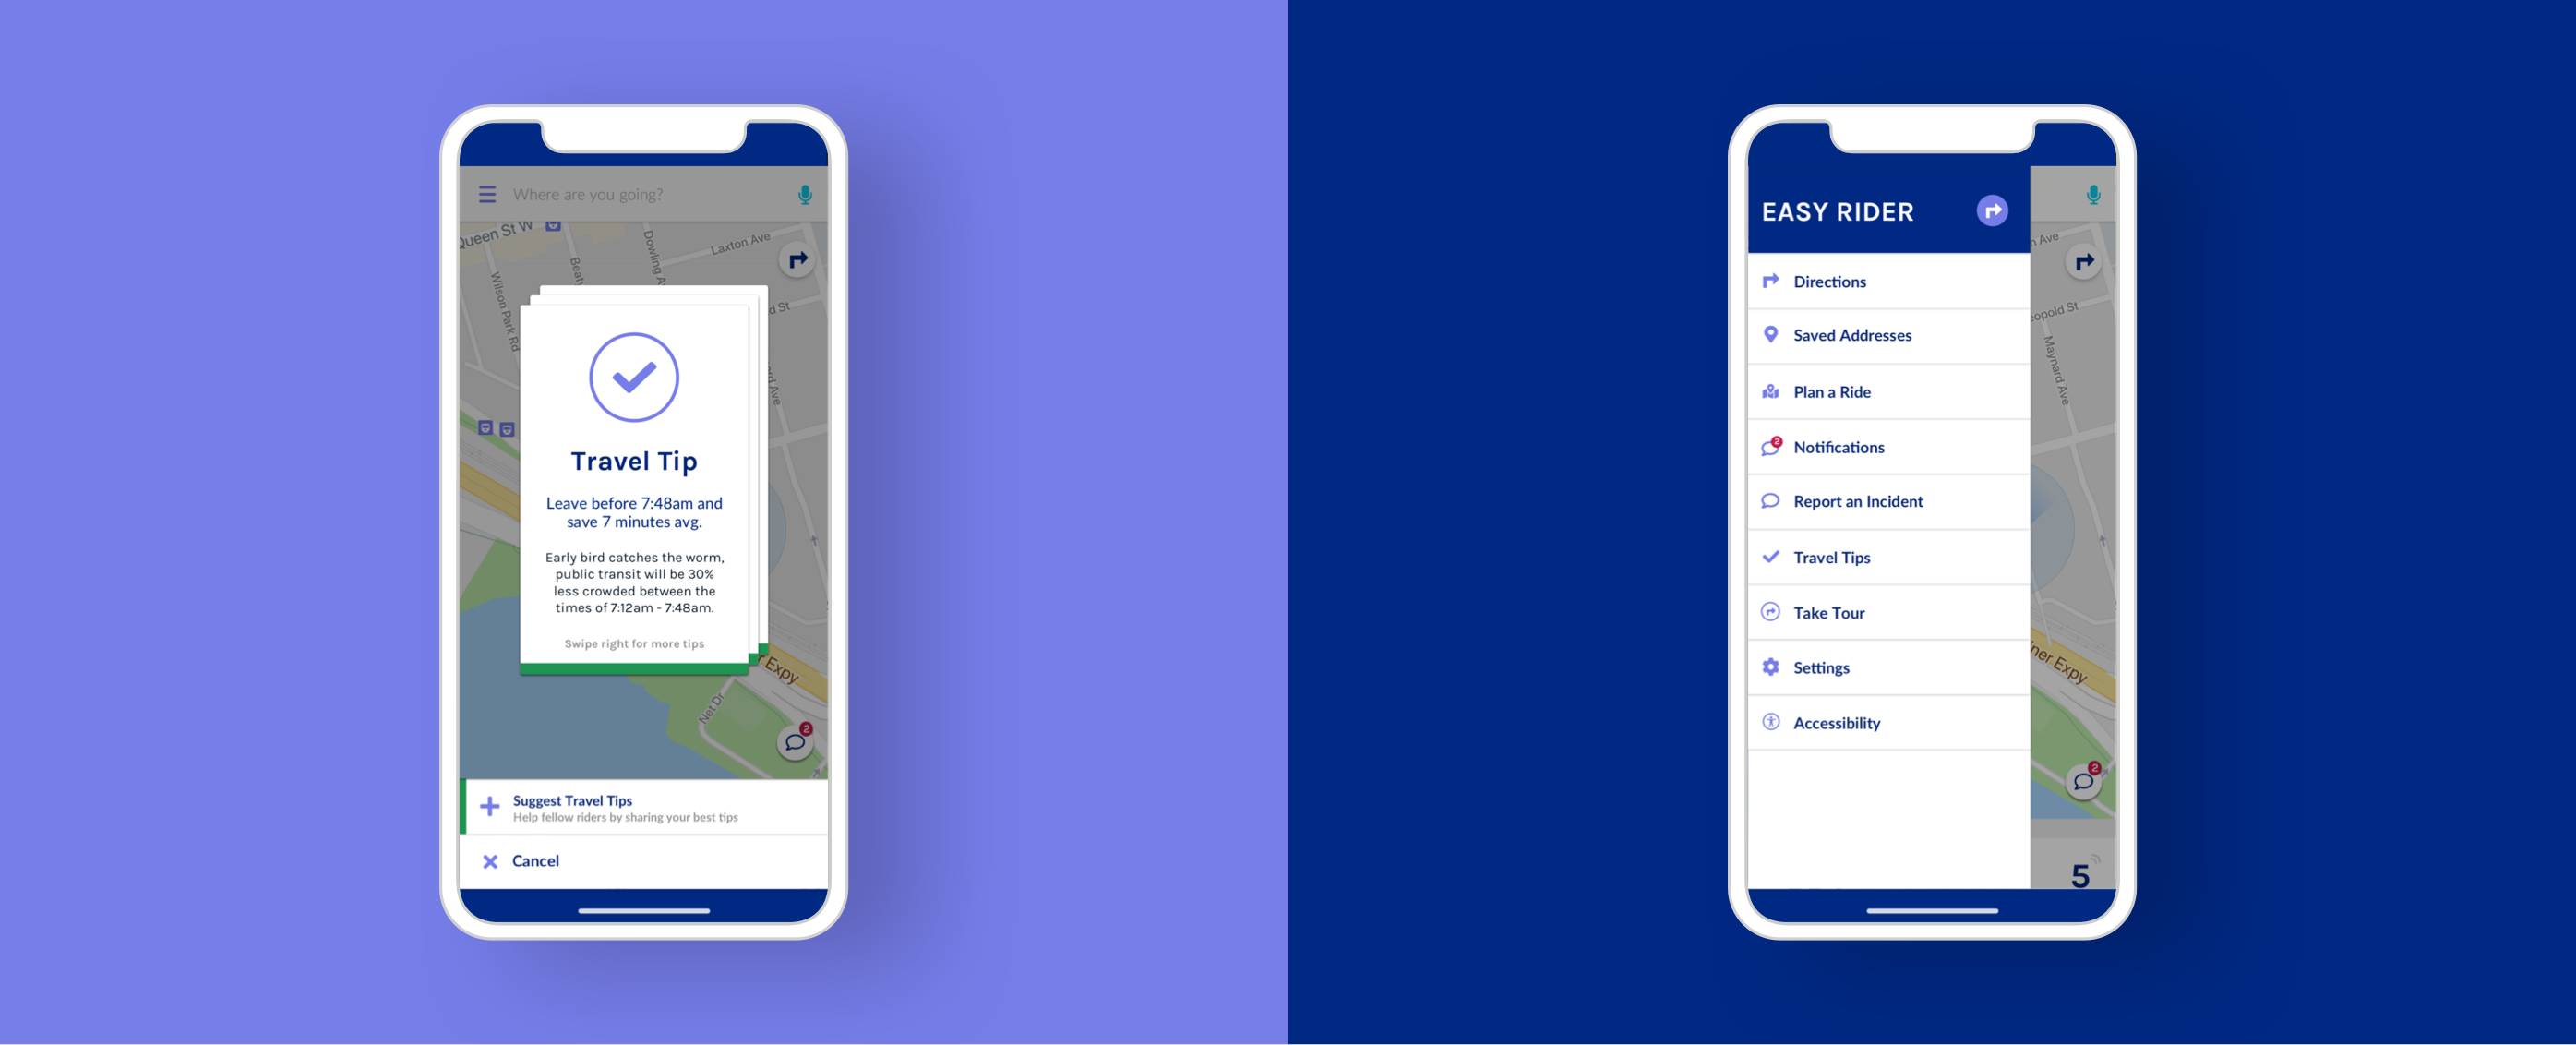 Where are you going?
Queen St W
Dowling A
Laxton Ave
Beat
Wilson Park Rd
d St
rd Ave
Travel Tip
Leave before 7:48am and
save 7 minutes avg.
Early bird catches the worm,
public transit will be 30%
less crowded between the
times of 7:12am - 7:48am.
Swipe right for more tips
r Expy
Net Dr
2
Suggest Travel Tips
Help fellow riders by sharing your best tips
Cancel
EASY RIDER
Directions
Saved Addresses
Plan a Ride
2
Notifications
Report an Incident
Travel Tips
Take Tour
Settings
Accessibility
n Ave
eopold St
Maynard Ave
iner Expy
2
5